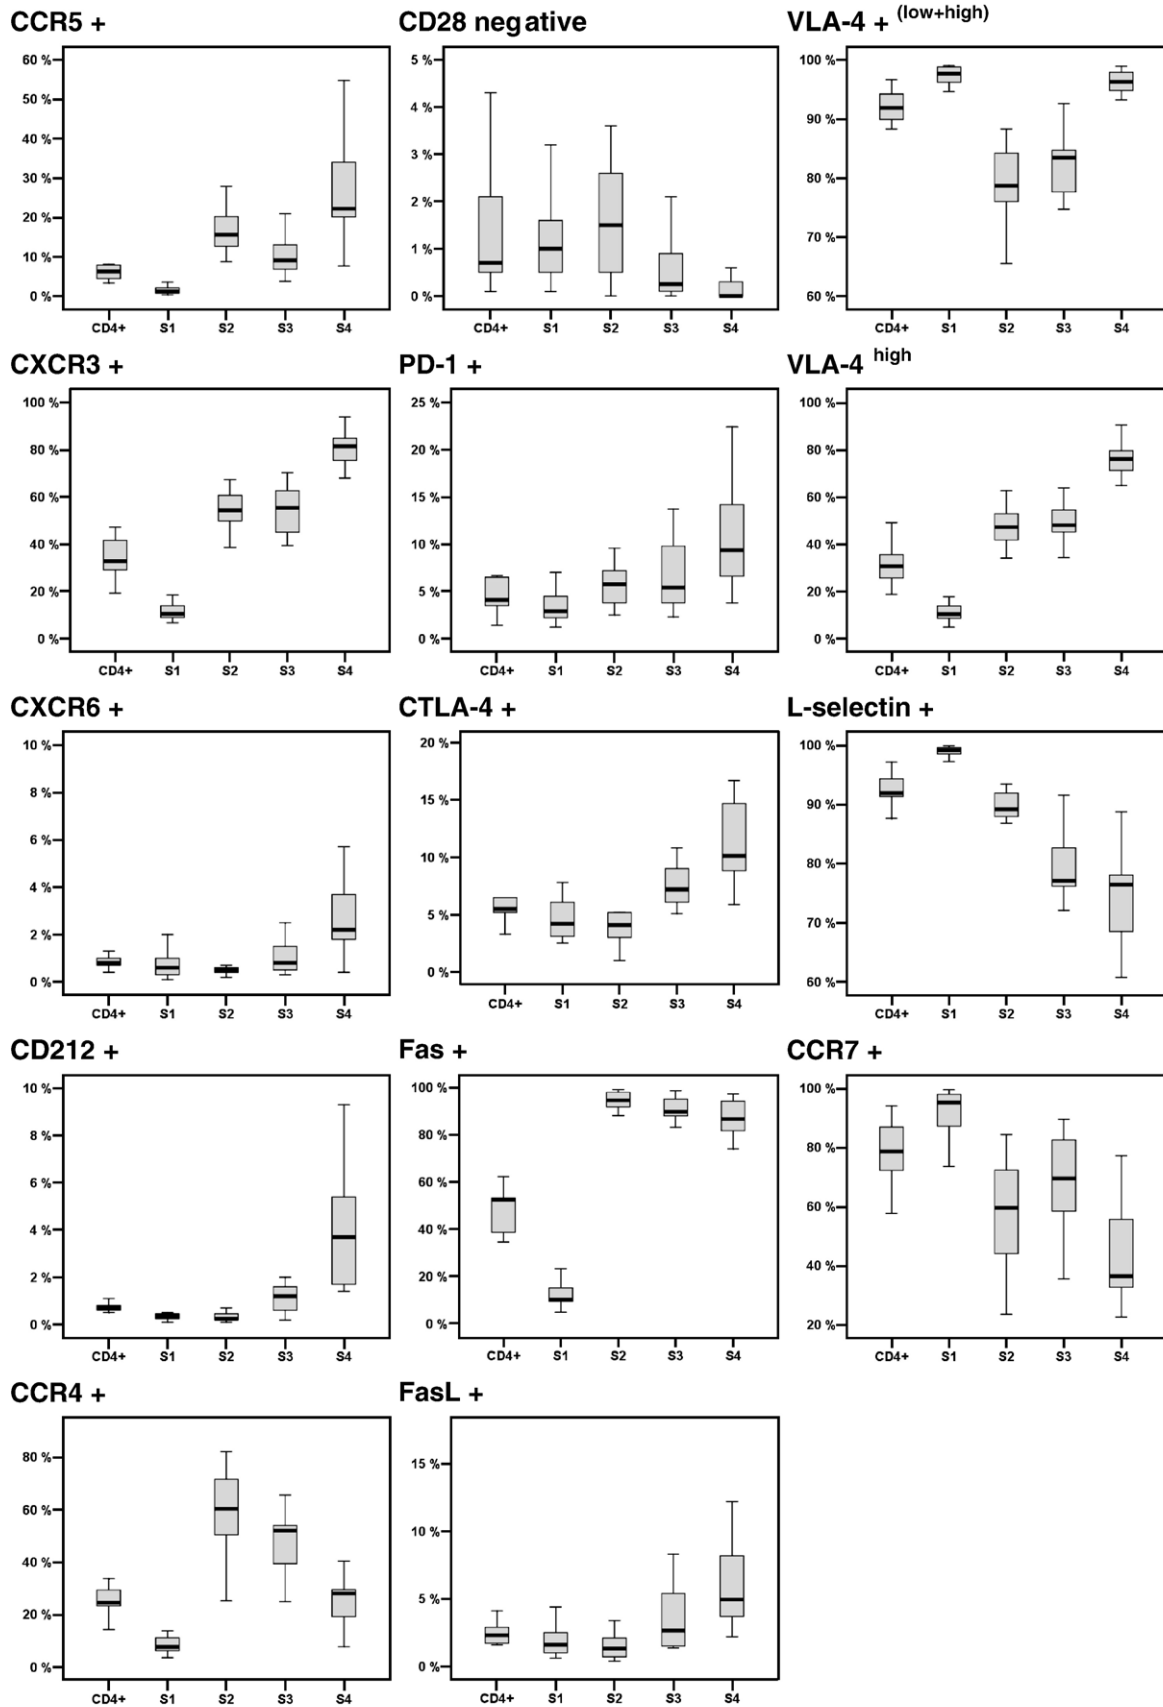 CCR5 +
60 %
50 %
40 %
30 %
20 %
10 %
0 %
CD4+ S1 S2 S3 S4
CD28 negative
5 %
4 %
3 %
2 %
1 %
0 %
CD4+ S1 S2 S3 S4
VLA-4 + (low+high)
100 %
90 %
80 %
70 %
60 %
CD4+ S1 S2 S3 S4
CXCR3 +
100 %
80 %
60 %
40 %
20 %
0 %
CD4+ S1 S2 S3 S4
PD-1 +
25 %
20 %
15 %
10 %
5 %
0 %
CD4+ S1 S2 S3 S4
VLA-4 high
100 %
80 %
60 %
40 %
20 %
0 %
CD4+ S1 S2 S3 S4
CXCR6 +
10 %
8 %
6 %
4 %
2 %
0 %
CD4+ S1 S2 S3 S4
CTLA-4 +
20 %
15 %
10 %
5 %
0 %
CD4+ S1 S2 S3 S4
L-selectin +
100 %
90 %
80 %
70 %
60 %
CD4+ S1 S2 S3 S4
CD212 +
10 %
8 %
6 %
4 %
2 %
0 %
CD4+ S1 S2 S3 S4
Fas +
100 %
80 %
60 %
40 %
20 %
0 %
CD4+ S1 S2 S3 S4
CCR7 +
100 %
80 %
60 %
40 %
20 %
CD4+ S1 S2 S3 S4
CCR4 +
80 %
60 %
40 %
20 %
0 %
CD4+ S1 S2 S3 S4
FasL +
15 %
10 %
5 %
0 %
CD4+ S1 S2 S3 S4